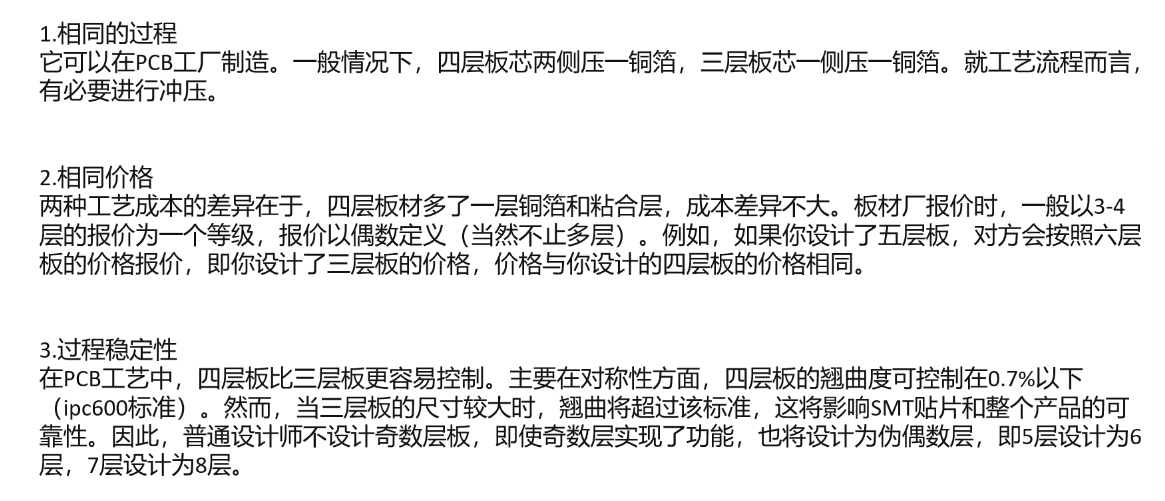 1.相同的过程
它可以在PCB工厂制造。一般情况下，四层板芯两侧压一铜箔，三层板芯一侧压一铜箔。就工艺流程而言，
有必要进行冲压。
2.相同价格
两种工艺成本的差异在于，四层板材多了一层铜箔和粘合层，成本差异不大。板材厂报价时，一般以3-4
层的报价为一个等级，报价以偶数定义（当然不止多层）。例如，如果你设计了五层板，对方会按照六层
板的价格报价，即你设计了三层板的价格，价格与你设计的四层板的价格相同。
3.过程稳定性
在PCB工艺中，四层板比三层板更容易控制。主要在对称性方面，四层板的翘曲度可控制在0.7%以下
（ipc600标准）。然而，当三层板的尺寸较大时，翘曲将超过该标准，这将影响SMT贴片和整个产品的可
靠性。因此，普通设计师不设计奇数层板，即使奇数层实现了功能，也将设计为伪偶数层，即5层设计为6
层，7层设计为8层。